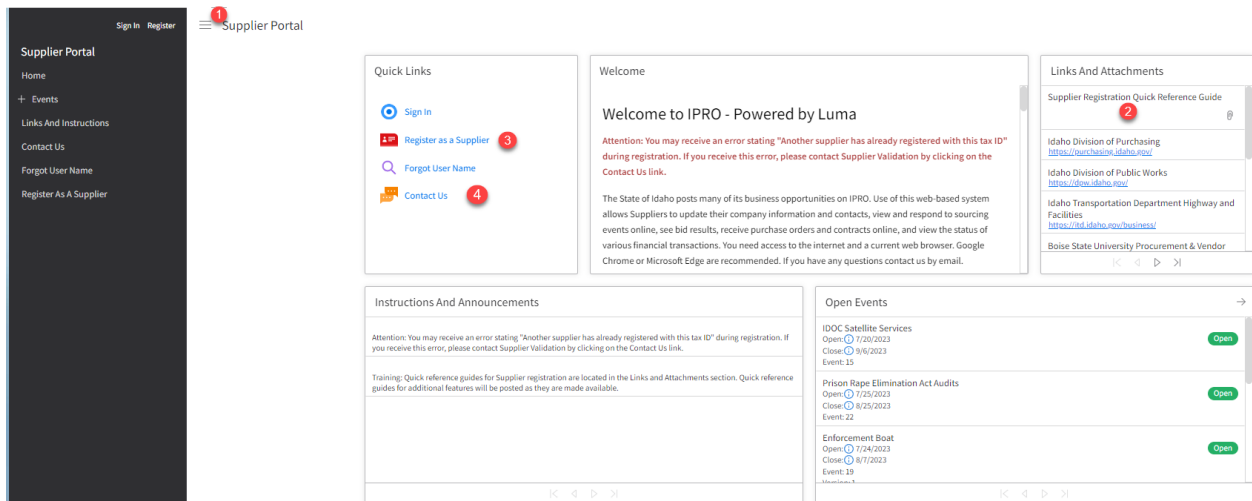 Sign In Register
Supplier Portal
Home
+ Events
Links And Instructions
Contact Us
Forgot User Name
Register As A Supplier
1
Supplier Portal
Quick Links
Sign In
Register as a Supplier 3
Forgot User Name
Contact Us 4
Welcome
Welcome to IPRO - Powered by Luma
Attention: You may receive an error stating "Another supplier has already registered with this tax ID"
during registration. If you receive this error, please contact Supplier Validation by clicking on the
Contact Us link.
The State of Idaho posts many of its business opportunities on IPRO. Use of this web-based system
allows Suppliers to update their company information and contacts, view and respond to sourcing
events online, see bid results, receive purchase orders and contracts online, and view the status of
various financial transactions. You need access to the internet and a current web browser. Google
Chrome or Microsoft Edge are recommended. If you have any questions contact us by email.
Links And Attachments
Supplier Registration Quick Reference Guide
2
Idaho Division of Purchasing
https://purchasing.idaho.gov/
Idaho Division of Public Works
https://dpw.idaho.gov/
Idaho Transportation Department Highway and
Facilities
https://itd.idaho.gov/business/
Boise State University Procurement & Vendor
Instructions And Announcements
Attention: You may receive an error stating "Another supplier has already registered with this tax ID" during registration. If
you receive this error, please contact Supplier Validation by clicking on the Contact Us link.
Training: Quick reference guides for Supplier registration are located in the Links and Attachments section. Quick reference
guides for additional features will be posted as they are made available.
Open Events
IDOC Satellite Services
Open: 7/20/2023
Close: 9/6/2023
Event: 15
Open
Prison Rape Elimination Act Audits
Open: 7/25/2023
Close: 8/25/2023
Event: 22
Open
Enforcement Boat
Open: 7/24/2023
Close: 8/7/2023
Event: 19
Open